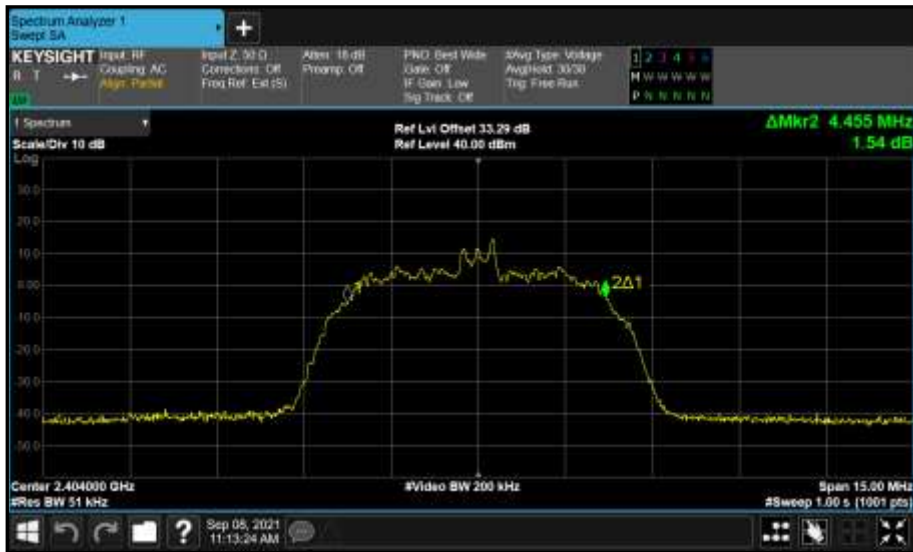 Spectrum Analyzer 1
Swept SA
+
KEYSIGHT
R T
Input: RF
Coupling: AC
Align: Partial
Input Z: 50 Ω
Corrections: Off
Freq Ref: Ext (S)
Atten: 18 dB
Preamp: Off
PNO: Best Wide
Gate: Off
IF Gain: Low
Sig Track: Off
#Avg Type: Voltage
Avg|Hold: 30/30
Trig: Free Run
1 2 3 4 5 6
M W W W W W
P N N N N N
1 Spectrum
Scale/Div 10 dB
Ref Lvl Offset 33.29 dB
Ref Level 40.00 dBm
ΔMkr2 4.455 MHz
1.54 dB
Log
30.0
20.0
10.0
0.00
-10.0
-20.0
-30.0
-40.0
-50.0
2Δ1
Center 2.404000 GHz
#Video BW 200 kHz
Span 15.00 MHz
#Res BW 51 kHz
#Sweep 1.00 s (1001 pts)
?
Sep 08, 2021
11:13:24 AM